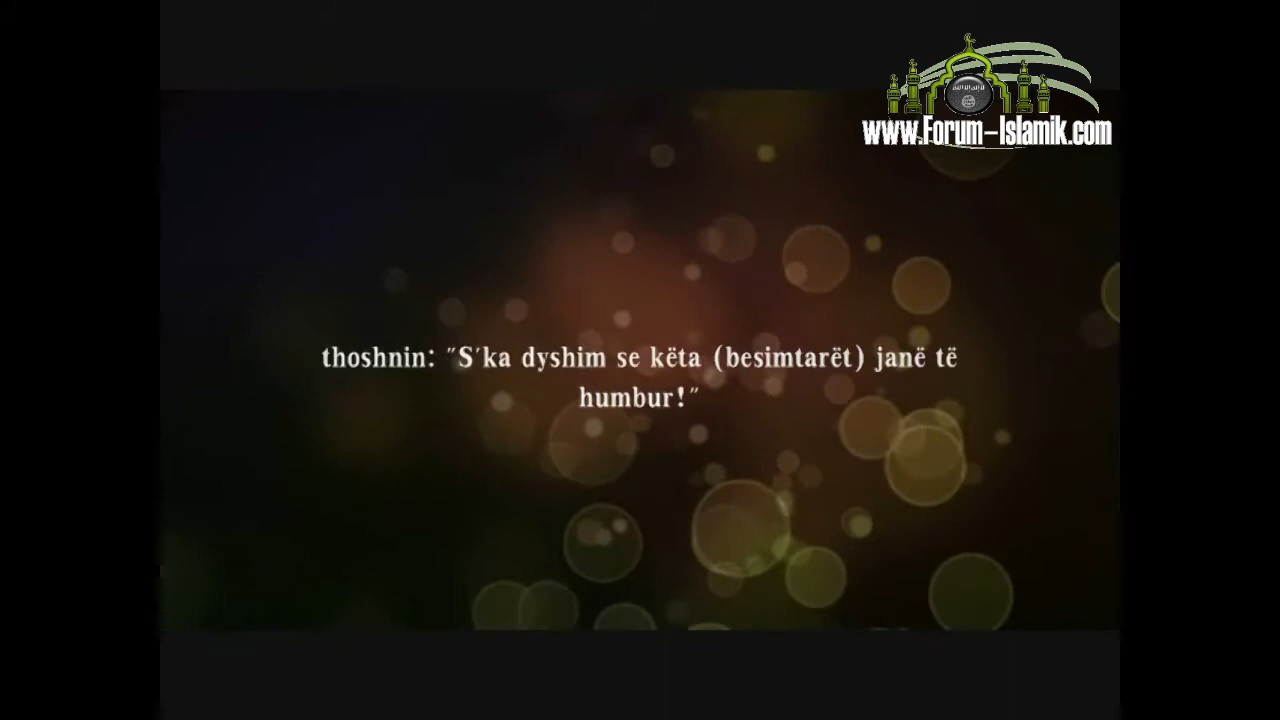 www.Forum-Islamik.com
thoshnin: "S'ka dyshim se këta (besimtarët) janë të
humbur!"